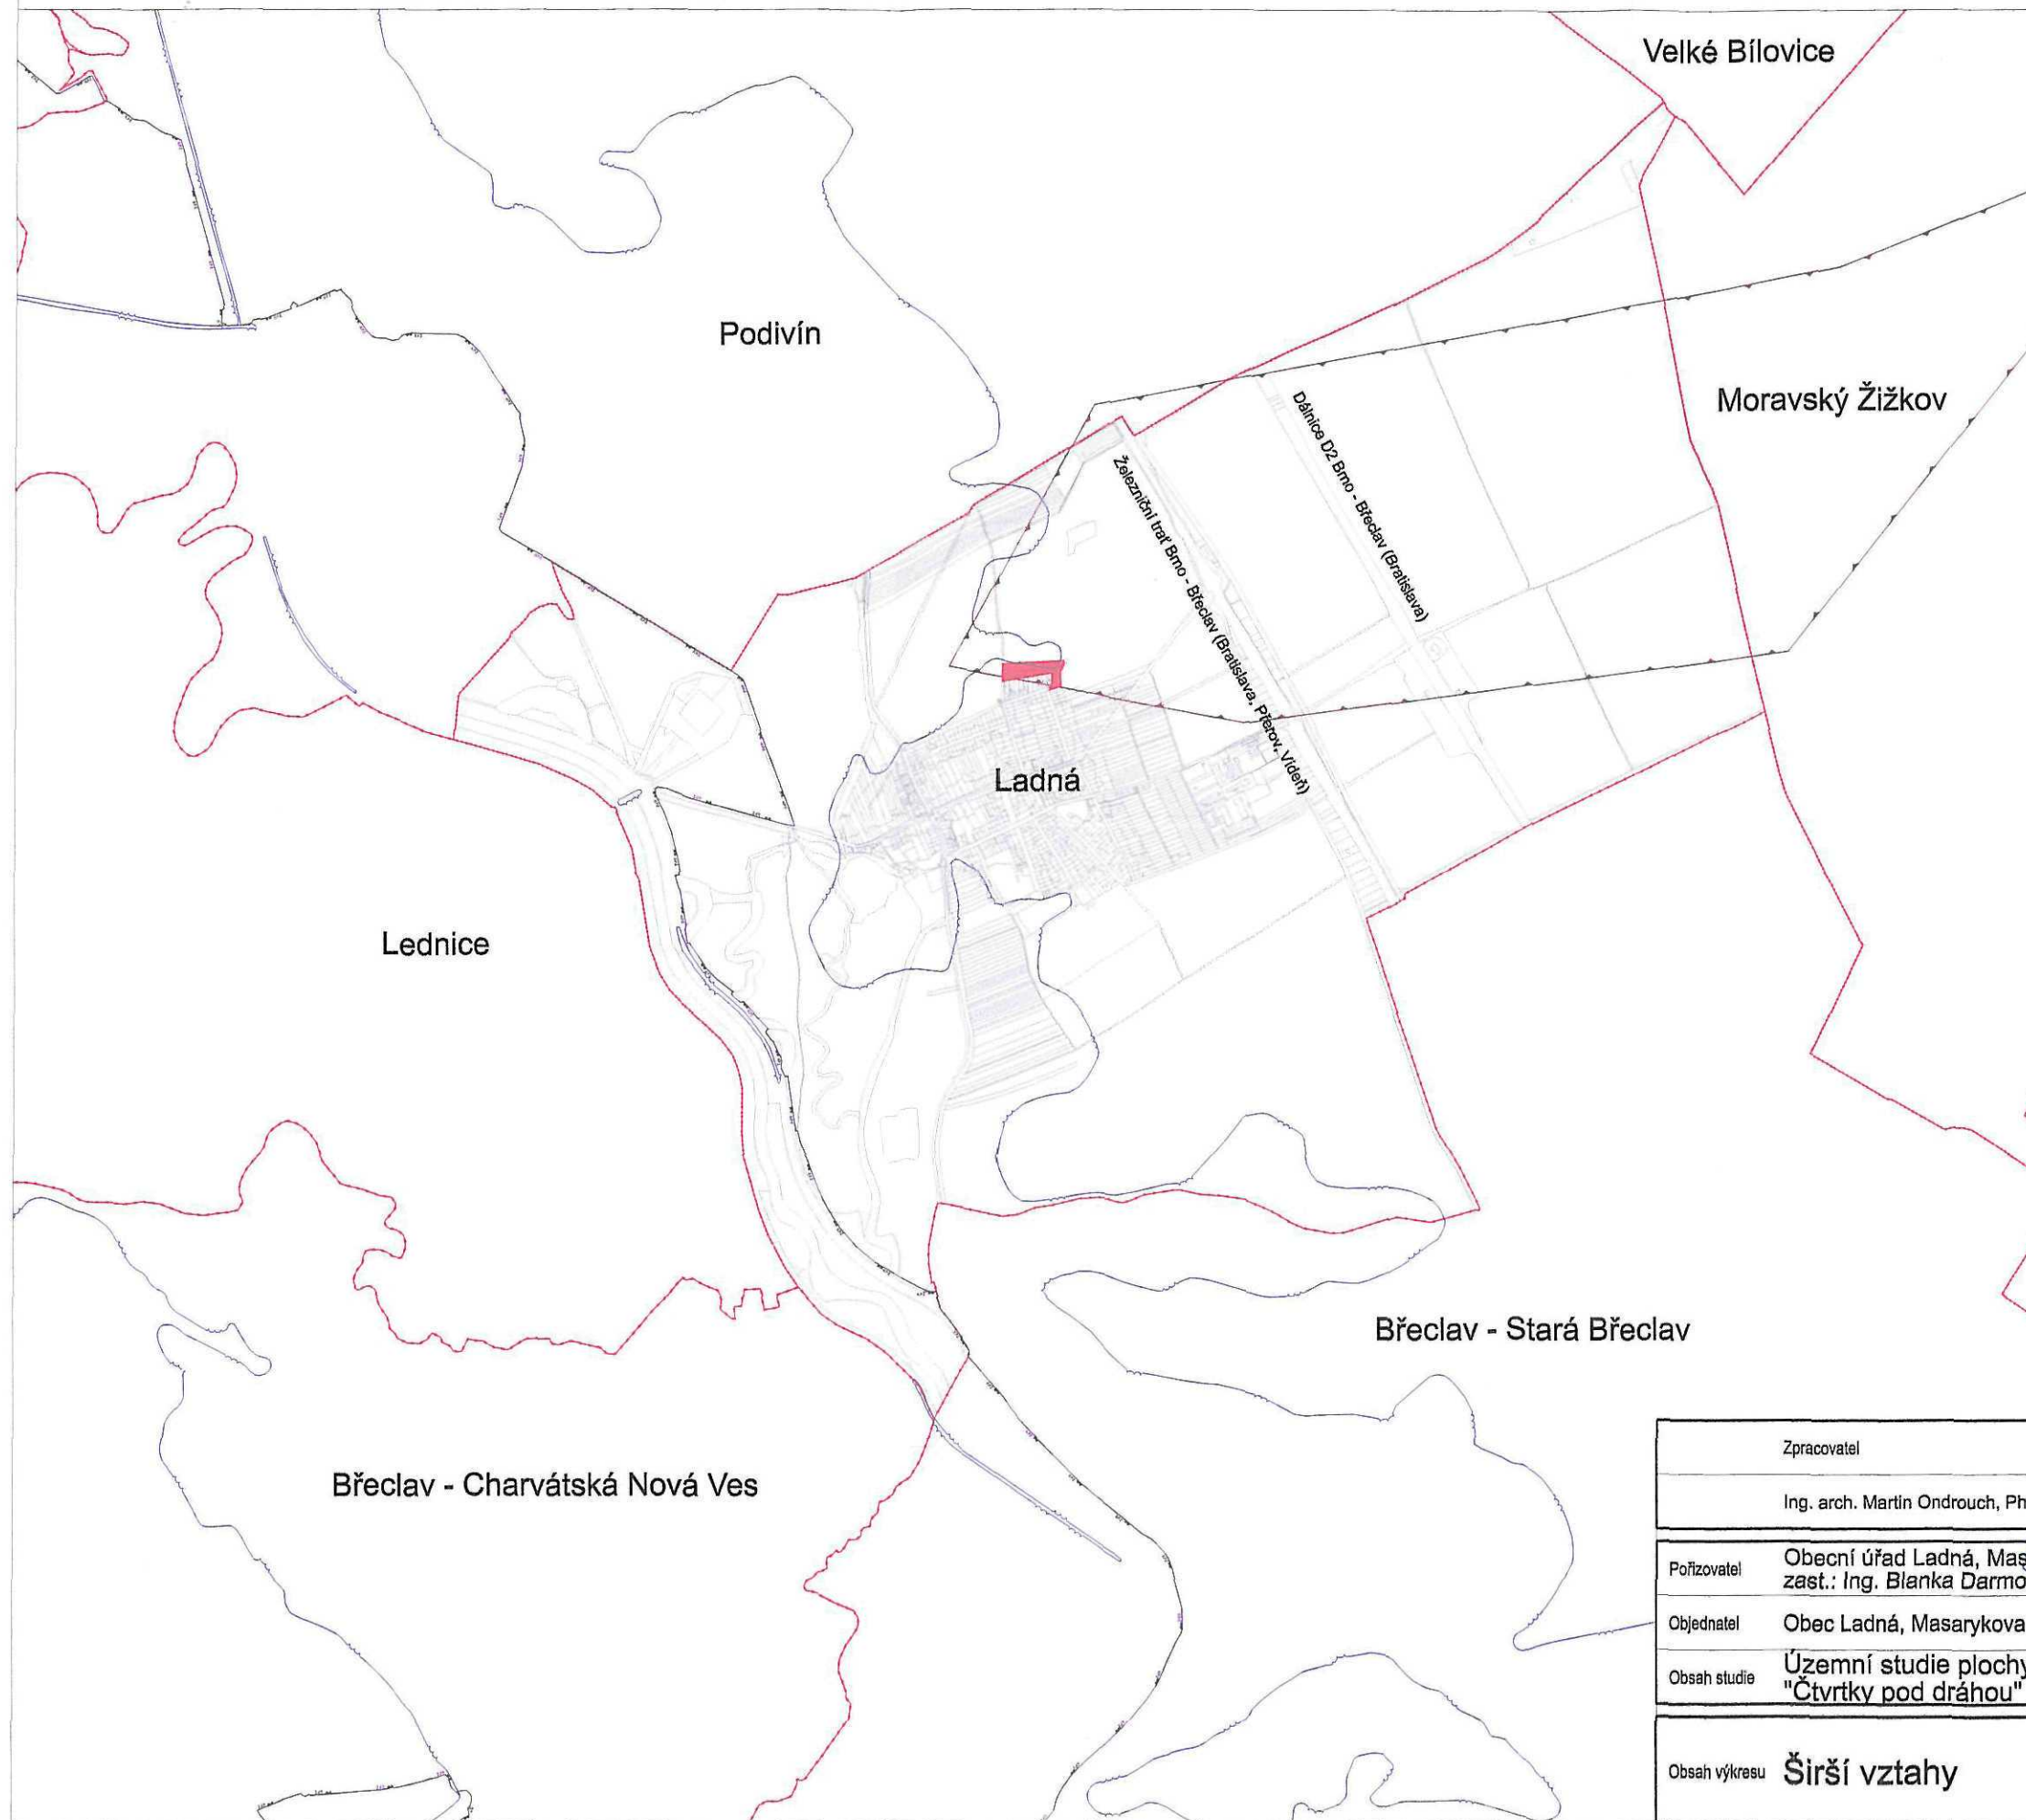 Velké Bílovice
Podivín
Moravský Žižkov
Dálnice D2 Brno - Břeclav (Bratislava)
Železniční trať Brno - Břeclav (Bratislava, Přerov, Vídeň)
Ladná
Lednice
Břeclav - Stará Břeclav
Břeclav - Charvátská Nová Ves
Zpracovatel
Ing. arch. Martin Ondrouch, Ph
Pořizovatel Obecní úřad Ladná, Mas
zast.: Ing. Blanka Darmo
Objednatel Obec Ladná, Masarykova
Obsah studie Územní studie plochy
"Čtvrtky pod dráhou"
Obsah výkresu Širší vztahy